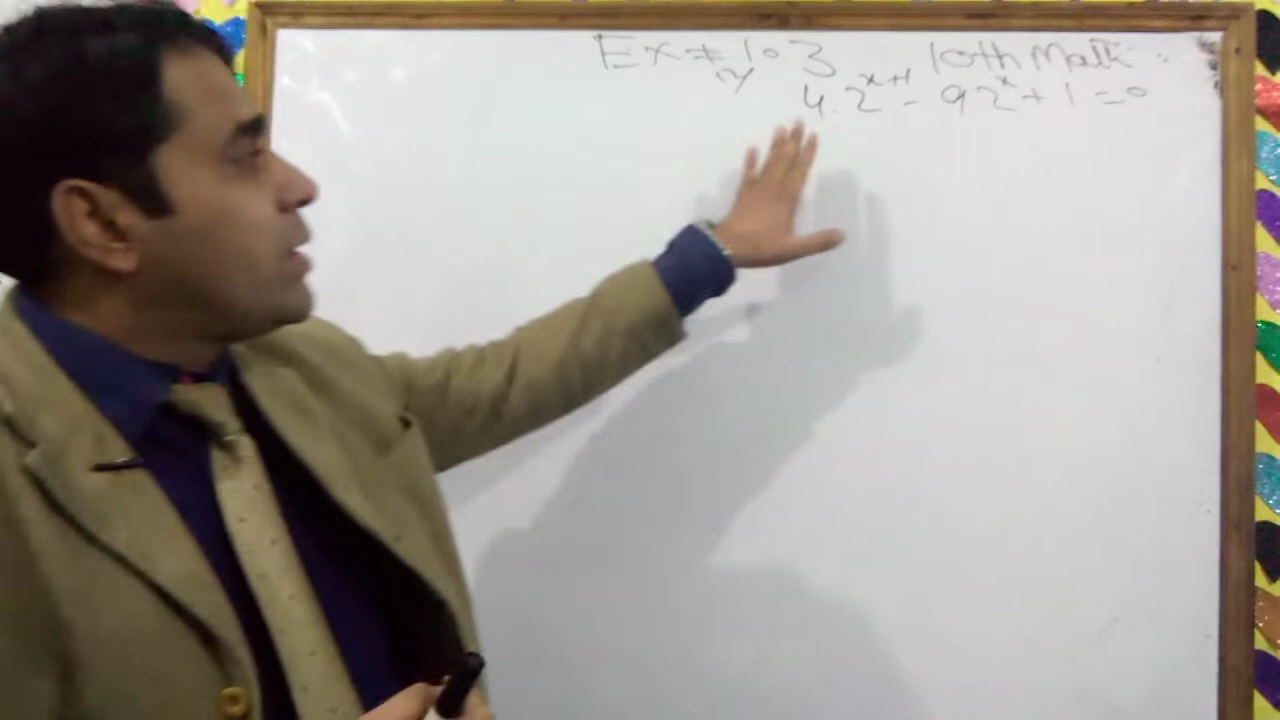 Ex # 1.3 10th Math:
4.2^{x+1} - 9 2^x + 1 = 0